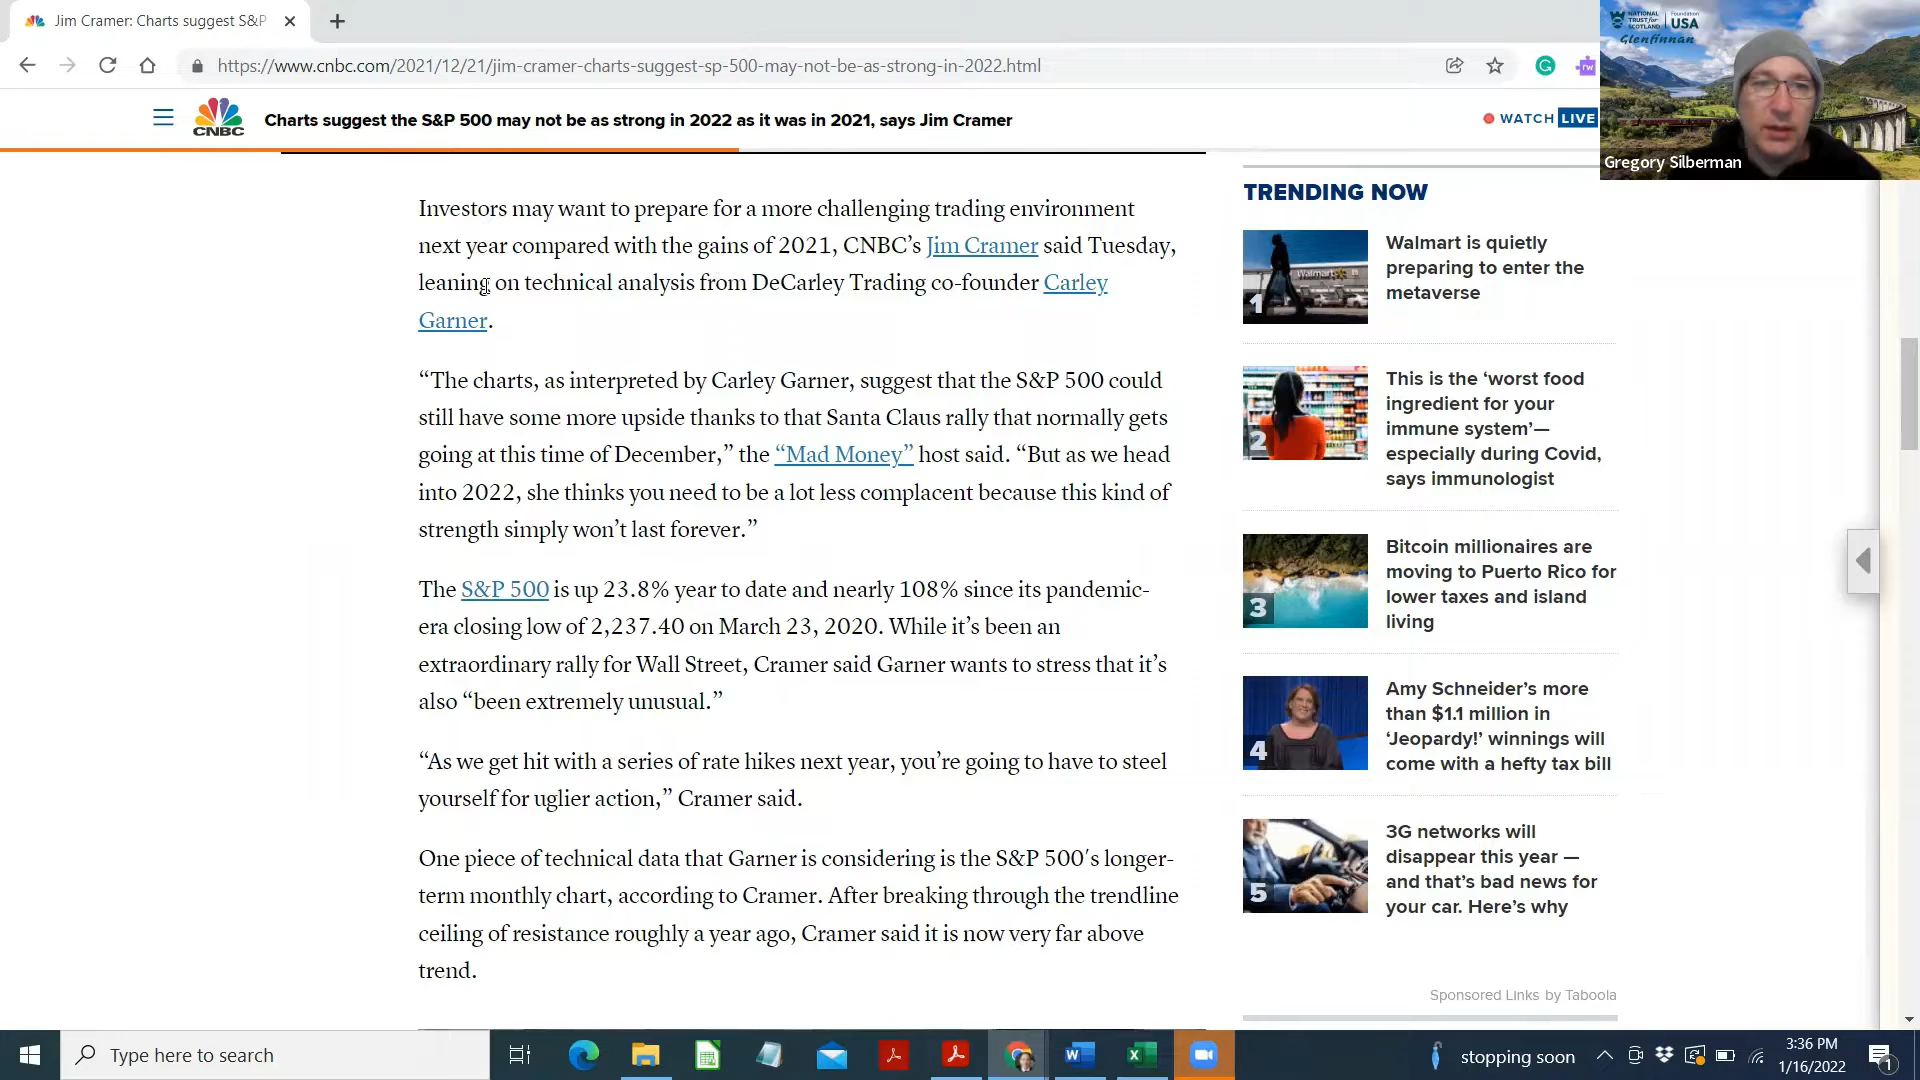 Jim Cramer: Charts suggest S&P
https://www.cnbc.com/2021/12/21/jim-cramer-charts-suggest-sp-500-may-not-be-as-strong-in-2022.html
CNBC
Charts suggest the S&P 500 may not be as strong in 2022 as it was in 2021, says Jim Cramer
WATCH LIVE
NATIONAL TRUST for SCOTLAND
Foundation USA
Glenfinnan
Gregory Silberman
Investors may want to prepare for a more challenging trading environment
next year compared with the gains of 2021, CNBC’s Jim Cramer said Tuesday,
leaning on technical analysis from DeCarley Trading co-founder Carley
Garner.
“The charts, as interpreted by Carley Garner, suggest that the S&P 500 could
still have some more upside thanks to that Santa Claus rally that normally gets
going at this time of December,” the “Mad Money” host said. “But as we head
into 2022, she thinks you need to be a lot less complacent because this kind of
strength simply won’t last forever.”
The S&P 500 is up 23.8% year to date and nearly 108% since its pandemic-
era closing low of 2,237.40 on March 23, 2020. While it’s been an
extraordinary rally for Wall Street, Cramer said Garner wants to stress that it’s
also “been extremely unusual.”
“As we get hit with a series of rate hikes next year, you’re going to have to steel
yourself for uglier action,” Cramer said.
One piece of technical data that Garner is considering is the S&P 500′s longer-
term monthly chart, according to Cramer. After breaking through the trendline
ceiling of resistance roughly a year ago, Cramer said it is now very far above
trend.
TRENDING NOW
Walmart
1
Walmart is quietly
preparing to enter the
metaverse
2
This is the ‘worst food
ingredient for your
immune system’—
especially during Covid,
says immunologist
3
Bitcoin millionaires are
moving to Puerto Rico for
lower taxes and island
living
4
Amy Schneider’s more
than $1.1 million in
‘Jeopardy!’ winnings will
come with a hefty tax bill
5
3G networks will
disappear this year —
and that’s bad news for
your car. Here’s why
Sponsored Links by Taboola
Type here to search
stopping soon
3:36 PM
1/16/2022
1